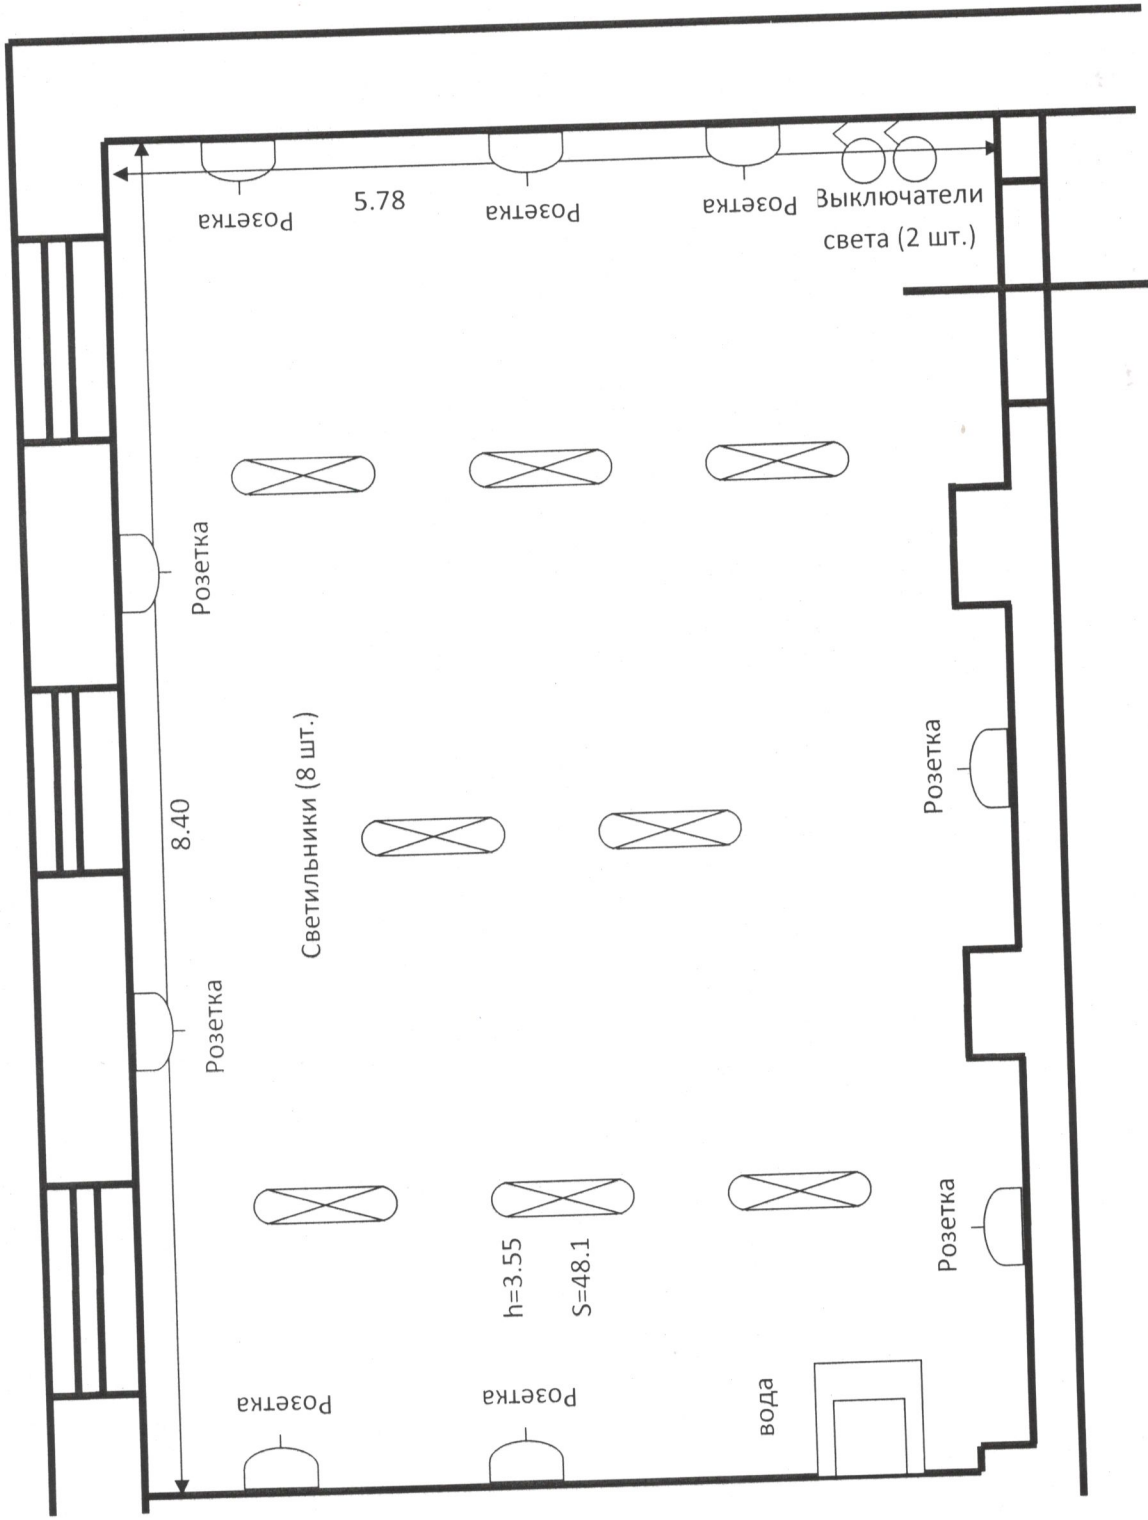 Розетка
5.78
Розетка
Розетка
Выключатели
света (2 шт.)
Розетка
Светильники (8 шт.)
8.40
Розетка
Розетка
Розетка
h=3.55
S=48.1
Розетка
Розетка
вода